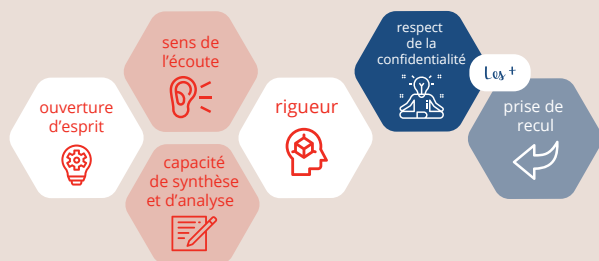 ouverture
d'esprit
sens de
l'écoute
capacité
de synthèse
et d'analyse
rigueur
respect
de la
confidentialité
Les +
prise de
recul